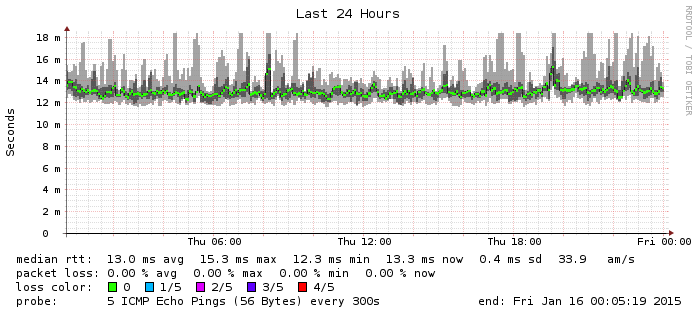 Last 24 Hours
RRDTOOL / TOBI OETIKER
Seconds
18 m
16 m
14 m
12 m
10 m
8 m
6 m
4 m
2 m
0
Thu 06:00 Thu 12:00 Thu 18:00 Fri 00:00
median rtt: 13.0 ms avg 15.3 ms max 12.3 ms min 13.3 ms now 0.4 ms sd 33.9 am/s
packet loss: 0.00 % avg 0.00 % max 0.00 % min 0.00 % now
loss color: 0 1/5 2/5 3/5 4/5
probe: 5 ICMP Echo Pings (56 Bytes) every 300s end: Fri Jan 16 00:05:19 2015